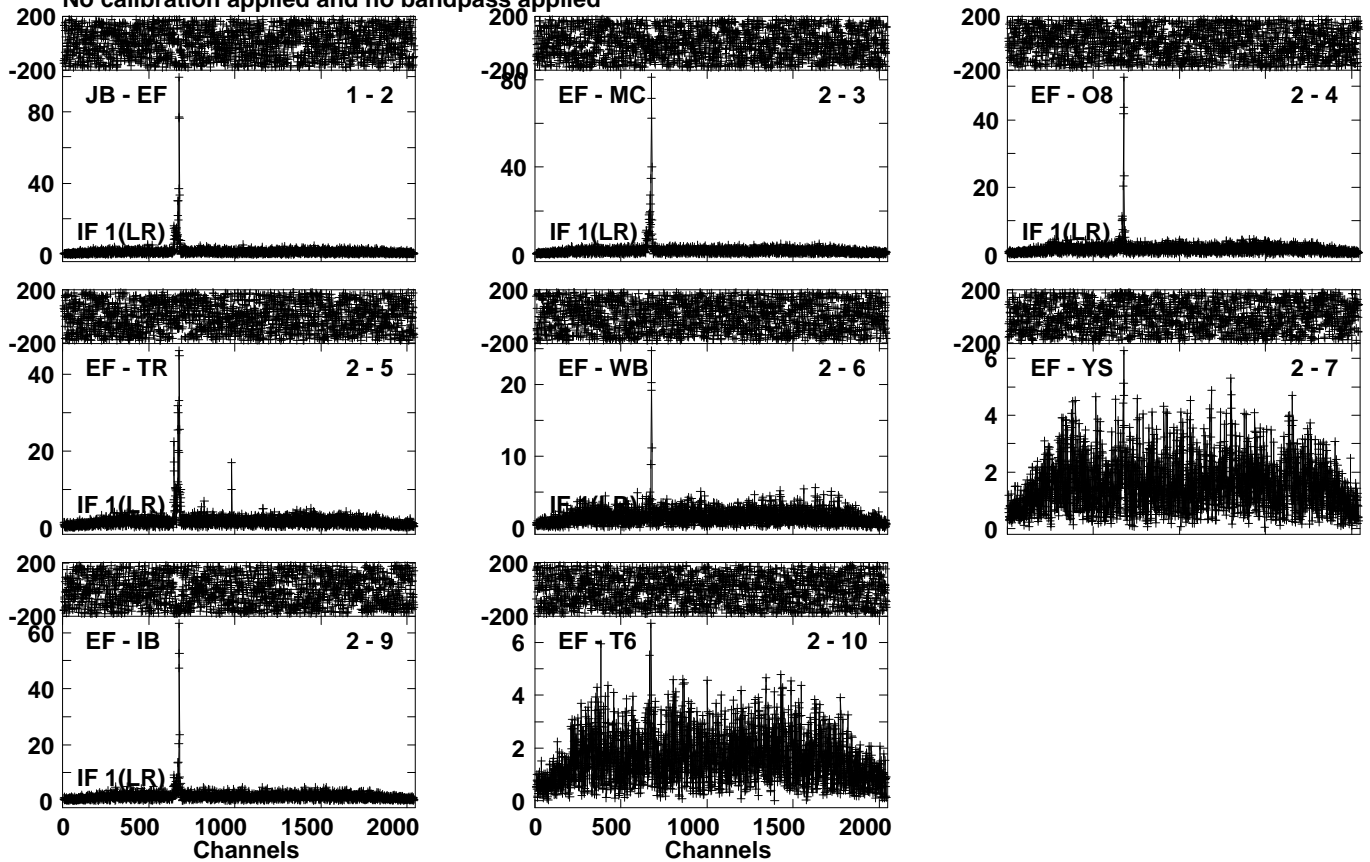 No calibration applied and no bandpass applied
200
-200
JB - EF 1 - 2
80
40
IF 1(LR)
0
200
-200
80
EF - MC 2 - 3
40
IF 1(LR)
0
200
-200
EF - O8 2 - 4
40
20
IF 1(LR)
0
200
-200
EF - TR 2 - 5
40
20
IF 1(LR)
0
200
-200
EF - WB 2 - 6
20
10
IF 1(LR)
0
200
-200
6
EF - YS 2 - 7
4
2
0
200
-200
60
EF - IB 2 - 9
40
20
IF 1(LR)
0
0 500 1000 1500 2000
Channels
200
-200
EF - T6 2 - 10
6
4
2
0
0 500 1000 1500 2000
Channels